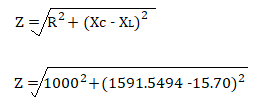 Z = √R² + (Xc - XL)²
Z = √1000² + (1591.5494 - 15.70)²